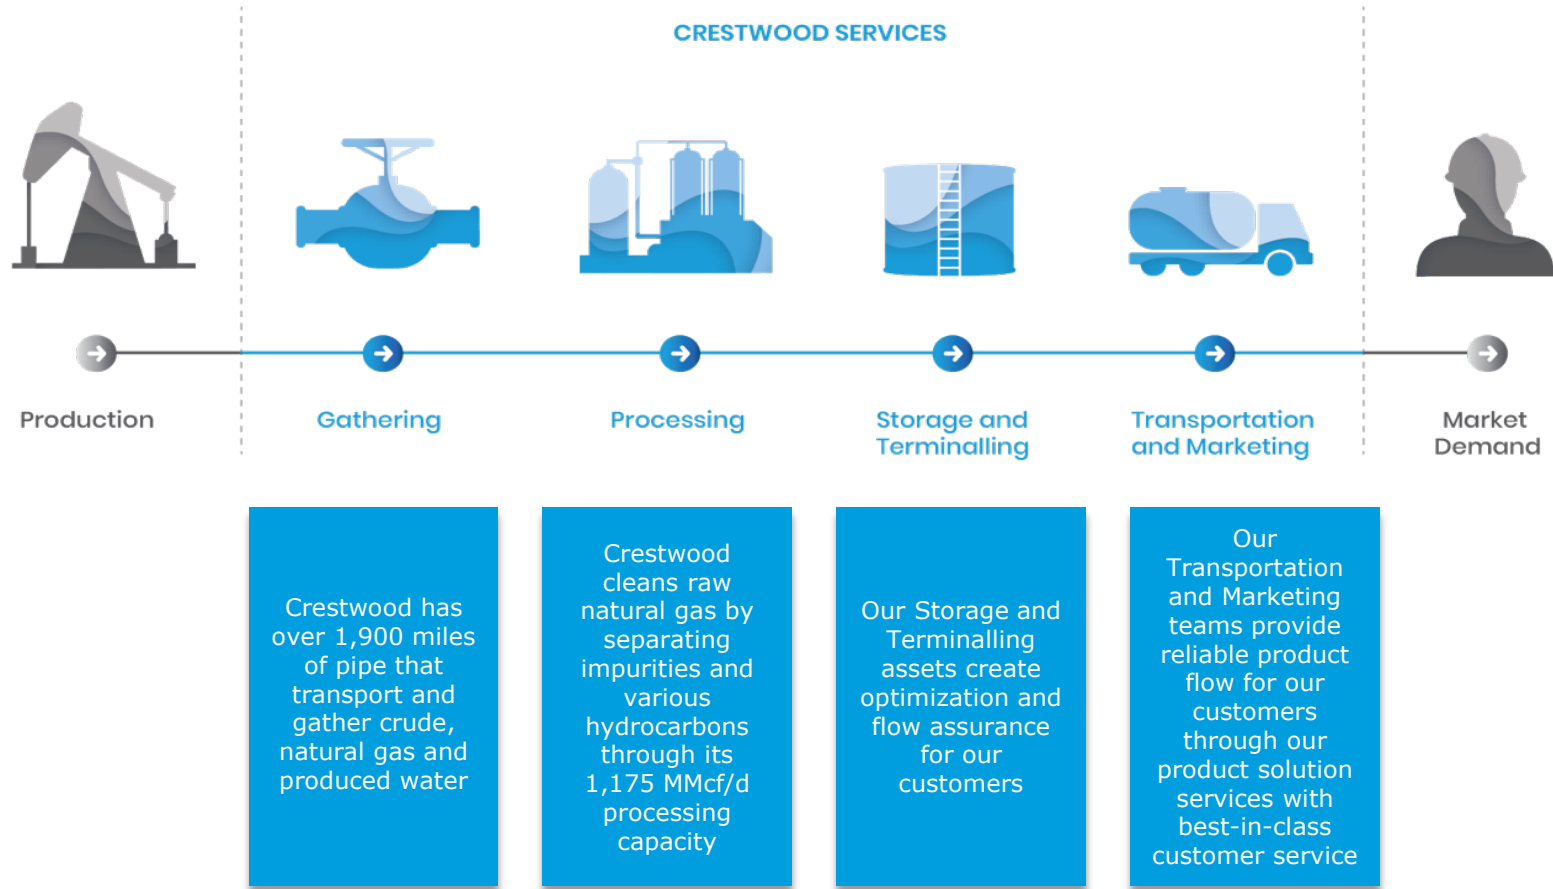 CRESTWOOD SERVICES
Production
Gathering
Processing
Storage and
Terminalling
Transportation
and Marketing
Market
Demand
Crestwood has
over 1,900 miles
of pipe that
transport and
gather crude,
natural gas and
produced water
Crestwood
cleans raw
natural gas by
separating
impurities and
various
hydrocarbons
through its
1,175 MMcf/d
processing
capacity
Our Storage and
Terminalling
assets create
optimization and
flow assurance
for our
customers
Our
Transportation
and Marketing
teams provide
reliable product
flow for our
customers
through our
product solution
services with
best-in-class
customer service